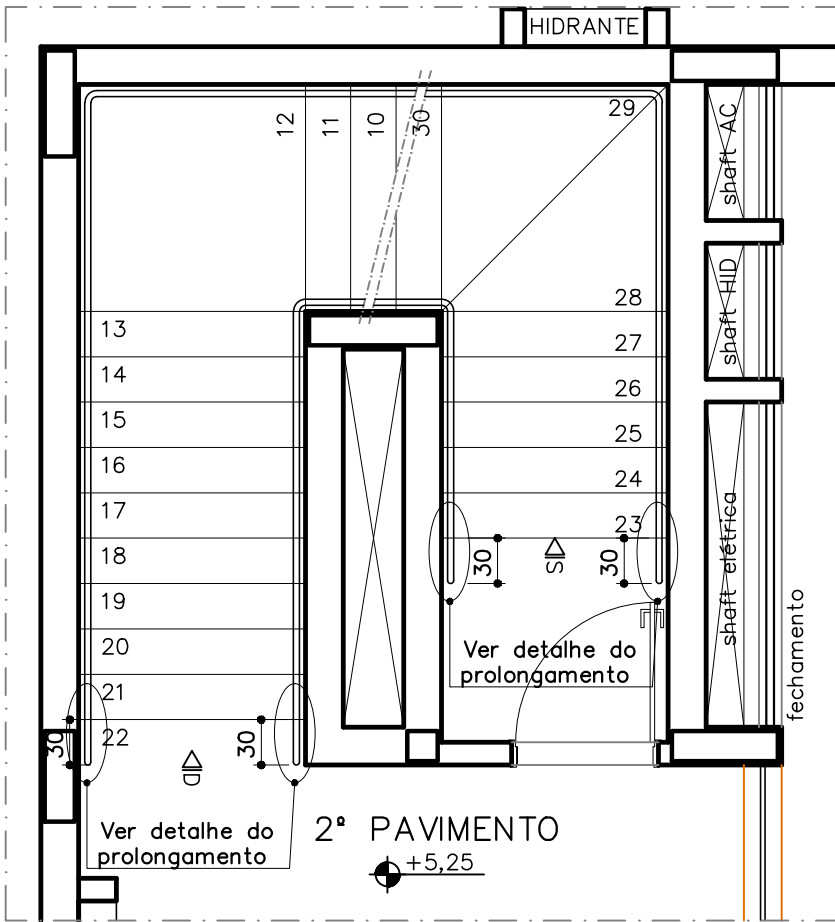 HIDRANTE
12
11
10
30
29
shaft AC
28
shaft HID
13
27
14
26
15
25
16
24
17
23
shaft elétrica
18
30
S
30
19
fechamento
20
Ver detalhe do
prolongamento
21
22
30
30
D
Ver detalhe do
prolongamento
2º PAVIMENTO
+5,25